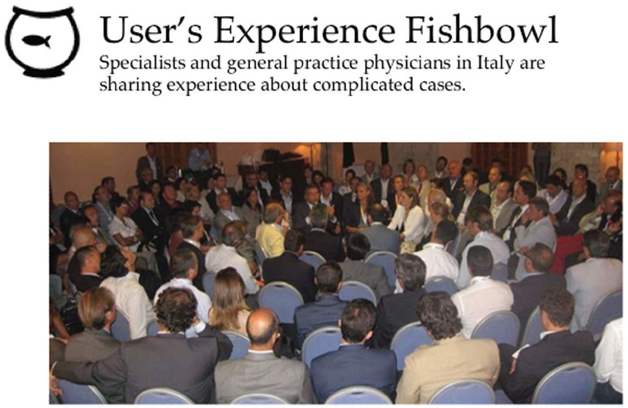 User's Experience Fishbowl
Specialists and general practice physicians in Italy are
sharing experience about complicated cases.